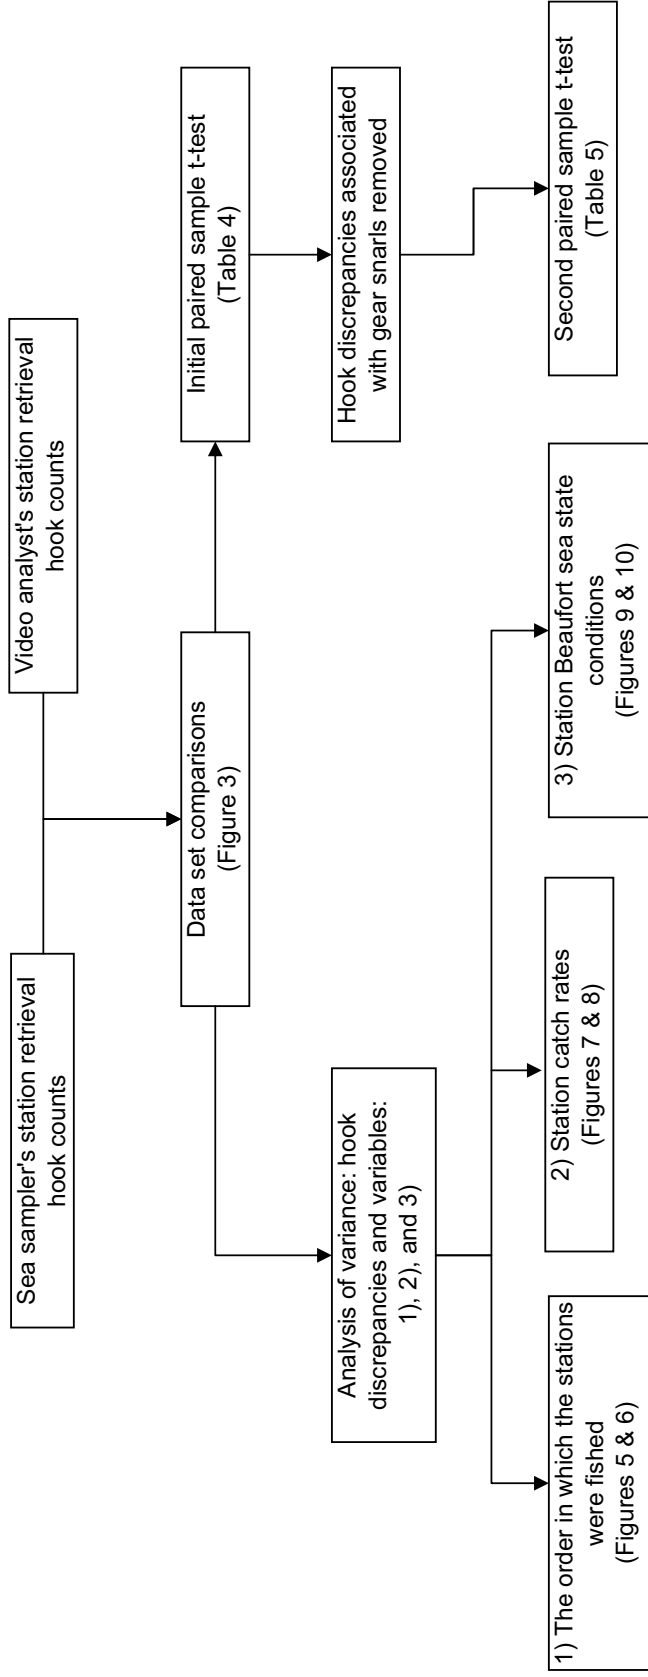 Sea sampler's station retrieval
hook counts
Video analyst's station retrieval
hook counts
Data set comparisons
(Figure 3)
Analysis of variance: hook
discrepancies and variables:
1), 2), and 3)
Initial paired sample t-test
(Table 4)
Hook discrepancies associated
with gear snarls removed
1) The order in which the stations
were fished
(Figures 5 & 6)
2) Station catch rates
(Figures 7 & 8)
3) Station Beaufort sea state
conditions
(Figures 9 & 10)
Second paired sample t-test
(Table 5)